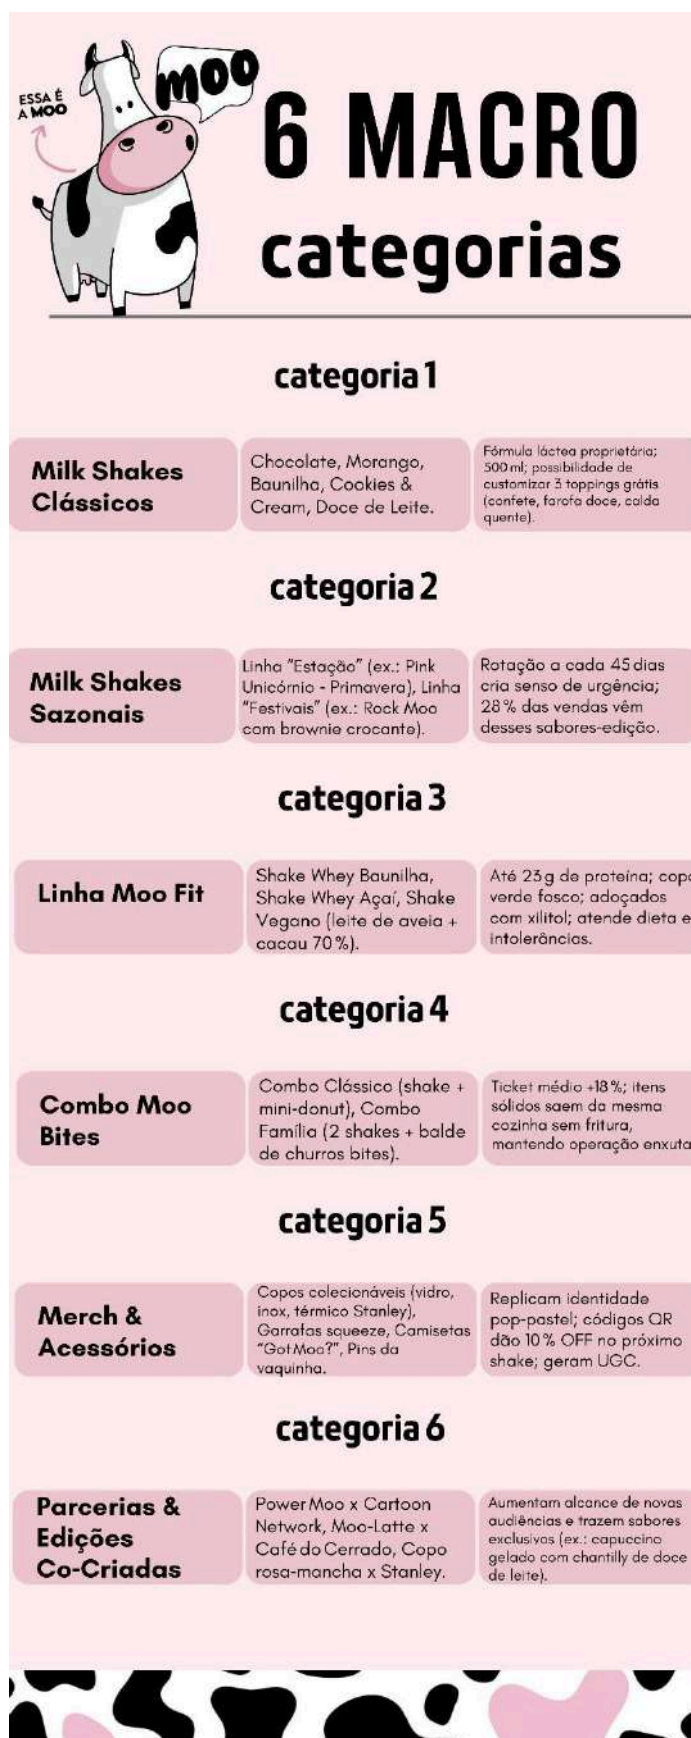 ESSA É
A MOO
MOO
6 MACRO
categorias
categoria 1
Milk Shakes
Clássicos
Chocolate, Morango,
Baunilha, Cookies &
Cream, Doce de Leite.
Fórmula láctea proprietária;
500 ml; possibilidade de
customizar 3 toppings grátis
(confete, farofa doce, calda
quente).
categoria 2
Milk Shakes
Sazonais
Linha "Estação" (ex.: Pink
Unicórnio - Primavera), Linha
"Festivais" (ex.: Rock Moo
com brownie crocante).
Rotação a cada 45 dias
cria senso de urgência;
28 % das vendas vêm
desses sabores-edição.
categoria 3
Linha Moo Fit
Shake Whey Baunilha,
Shake Whey Açaí, Shake
Vegano (leite de aveia +
cacau 70 %).
Até 23 g de proteína; copo
verde fosco; adoçados
com xilitol; atende dieta e
intolerâncias.
categoria 4
Combo Moo
Bites
Combo Clássico (shake +
mini-donut), Combo
Família (2 shakes + balde
de churros bites).
Ticket médio +18 %; itens
sólidos saem da mesma
cozinha sem fritura,
mantendo operação enxuta
categoria 5
Merch &
Acessórios
Copos colecionáveis (vidro,
inox, térmico Stanley),
Garrafas squeeze, Camisetas
"Got Moo?", Pins da
vaquinha.
Replicam identidade
pop-pastel; códigos QR
dão 10 % OFF no próximo
shake; geram UGC.
categoria 6
Parcerias &
Edições
Co-Criadas
Power Moo x Cartoon
Network, Moo-Latte x
Café do Cerrado, Copo
rosa-mancha x Stanley.
Aumentam alcance de novas
audiências e trazem sabores
exclusivos (ex.: capuccino
gelado com chantilly de doce
de leite).